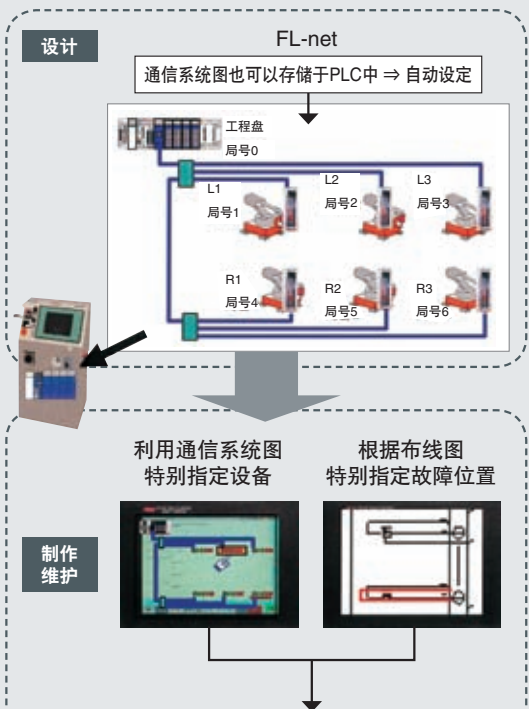 设计
FL-net
通信系统图也可以存储于PLC中 ⇒ 自动设定
工程盘
局号0
L1
局号1
L2
局号2
L3
局号3
R1
局号4
R2
局号5
R3
局号6
利用通信系统图
特别指定设备
根据布线图
特别指定故障位置
制作
维护